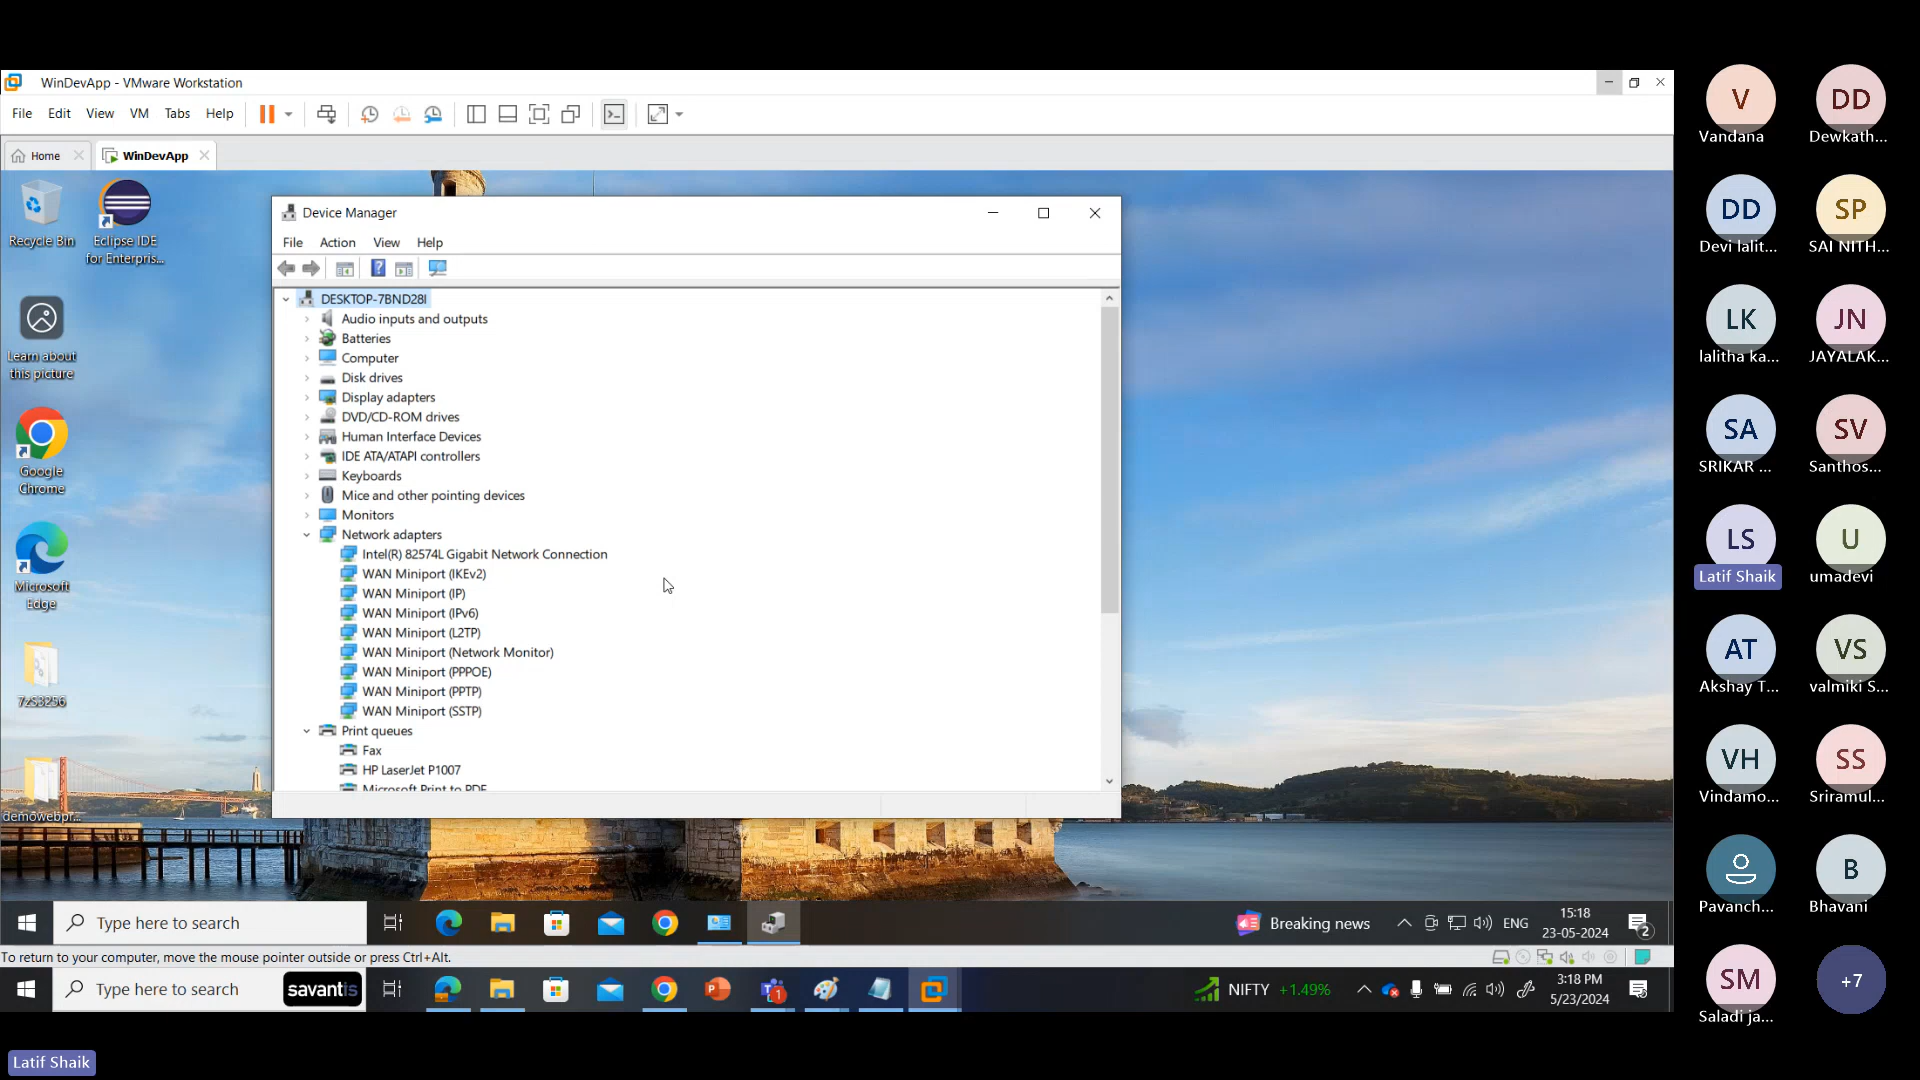 WinDevApp - VMware Workstation
File Edit View VM Tabs Help
Home WinDevApp
Recycle Bin
Eclipse IDE
for Enterpris...
Learn about
this picture
Google
Chrome
Microsoft
Edge
7zS3256
demowebpr...
Device Manager
File Action View Help
DESKTOP-7BND28I
Audio inputs and outputs
Batteries
Computer
Disk drives
Display adapters
DVD/CD-ROM drives
Human Interface Devices
IDE ATA/ATAPI controllers
Keyboards
Mice and other pointing devices
Monitors
Network adapters
Intel(R) 82574L Gigabit Network Connection
WAN Miniport (IKEv2)
WAN Miniport (IP)
WAN Miniport (IPv6)
WAN Miniport (L2TP)
WAN Miniport (Network Monitor)
WAN Miniport (PPPOE)
WAN Miniport (PPTP)
WAN Miniport (SSTP)
Print queues
Fax
HP LaserJet P1007
Microsoft Print to PDF
Type here to search
Breaking news
ENG
15:18
23-05-2024
2
To return to your computer, move the mouse pointer outside or press Ctrl+Alt.
Type here to search
savantis
1
NIFTY +1.49%
3:18 PM
5/23/2024
Latif Shaik
V
Vandana
DD
Dewkath...
DD
Devi lalit...
SP
SAI NITH...
LK
lalitha ka...
JN
JAYALAK...
SA
SRIKAR ...
SV
Santhos...
LS
Latif Shaik
U
umadevi
AT
Akshay T...
VS
valmiki S...
VH
Vindamo...
SS
Sriramul...
Pavanch...
B
Bhavani
SM
Saladi ja...
+7